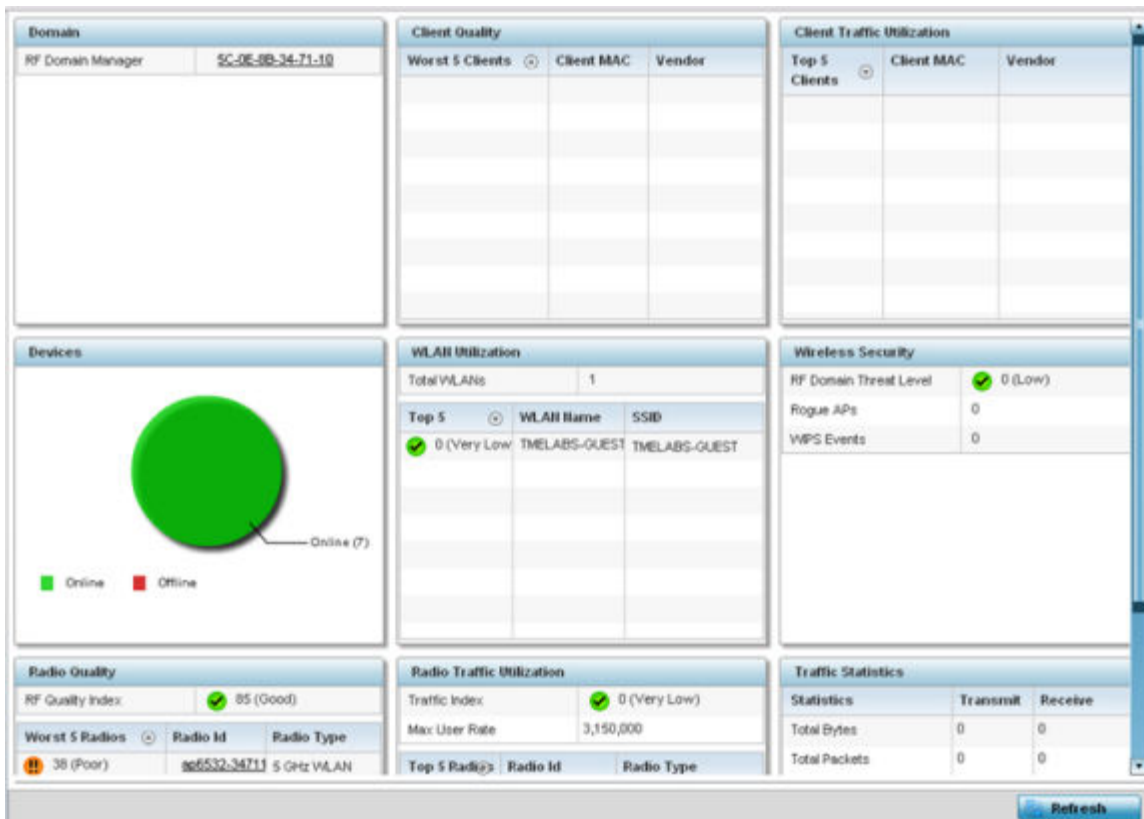 Domain
RF Domain Manager 5C-0E-8B-34-71-10
Client Quality
Worst 5 Clients Client MAC Vendor
Client Traffic Utilization
Top 5 Clients Client MAC Vendor
Devices
Online (7)
Online Offline
WLAN Utilization
Total WLANs 1
Top 5 WLAN Name SSID
0 (Very Low TMELABS-GUEST TMELABS-GUEST
Wireless Security
RF Domain Threat Level 0 (Low)
Rogue APs 0
WIPS Events 0
Radio Quality
RF Quality Index 85 (Good)
Worst 5 Radios Radio Id Radio Type
38 (Poor) ap6532-34711 5 GHz WLAN
Radio Traffic Utilization
Traffic Index 0 (Very Low)
Max User Rate 3,150,000
Top 5 Radios Radio Id Radio Type
Traffic Statistics
Statistics Transmit Receive
Total Bytes 0 0
Total Packets 0 0
Refresh